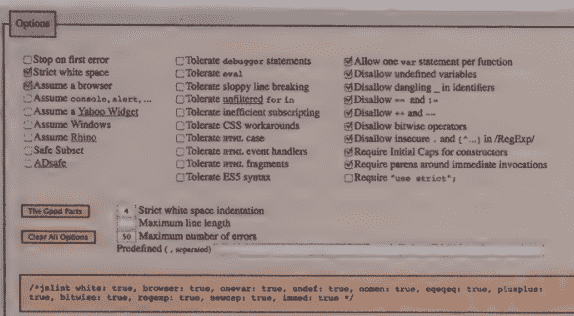 Options
Stop on first error
Strict white space
Assume a browser
Assume console, alert, ...
Assume a Yahoo Widget
Assume Windows
Assume Rhino
Safe Subset
ADsafe
Tolerate debugger statements
Tolerate eval
Tolerate sloppy line breaking
Tolerate unfiltered for in
Tolerate inefficient subscripting
Tolerate CSS workarounds
Tolerate HTML case
Tolerate HTML event handlers
Tolerate HTML fragments
Tolerate ES5 syntax
Allow one var statement per function
Disallow undefined variables
Disallow dangling _ in identifiers
Disallow == and !=
Disallow ++ and --
Disallow bitwise operators
Disallow insecure . and [^...] in /RegExp/
Require Initial Caps for constructors
Require parens around immediate invocations
Require "use strict";
The Good Parts
Clear All Options
4 Strict white space indentation
Maximum line length
50 Maximum number of errors
Predefined ( , separated)
/*jslint white: true, browser: true, onevar: true, undef: true, nomen: true, eqeqeq: true, plusplus:
true, bitwise: true, regexp: true, newcap: true, immed: true */